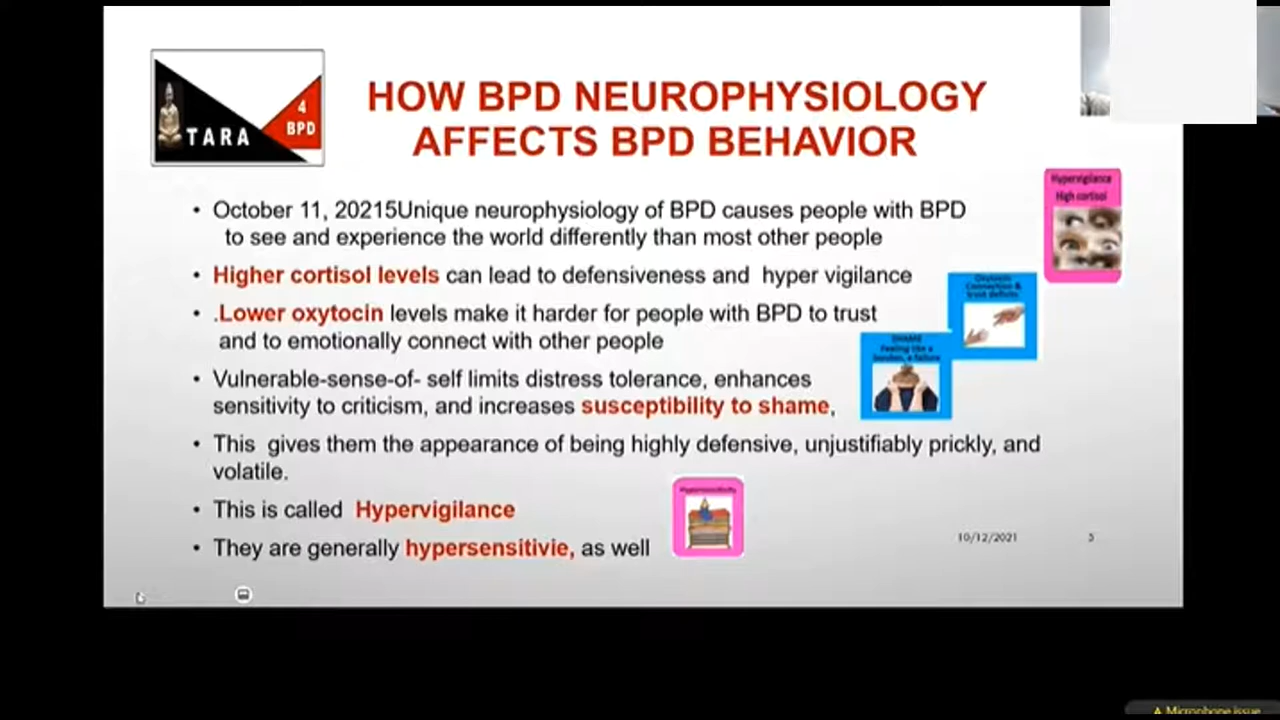 4
BPD
TARA
HOW BPD NEUROPHYSIOLOGY
AFFECTS BPD BEHAVIOR
Hypervigilance
High cortisol
• October 11, 20215Unique neurophysiology of BPD causes people with BPD
to see and experience the world differently than most other people
• Higher cortisol levels can lead to defensiveness and hyper vigilance
Connection &
trust deficits
• .Lower oxytocin levels make it harder for people with BPD to trust
and to emotionally connect with other people
SHAME
Feeling like a
burden, a failure
• Vulnerable-sense-of- self limits distress tolerance, enhances
sensitivity to criticism, and increases susceptibility to shame,
• This gives them the appearance of being highly defensive, unjustifiably prickly, and
volatile.
• This is called Hypervigilance
Hypersensitivity
• They are generally hypersensitivie, as well
10/12/2021
A Microphone issue